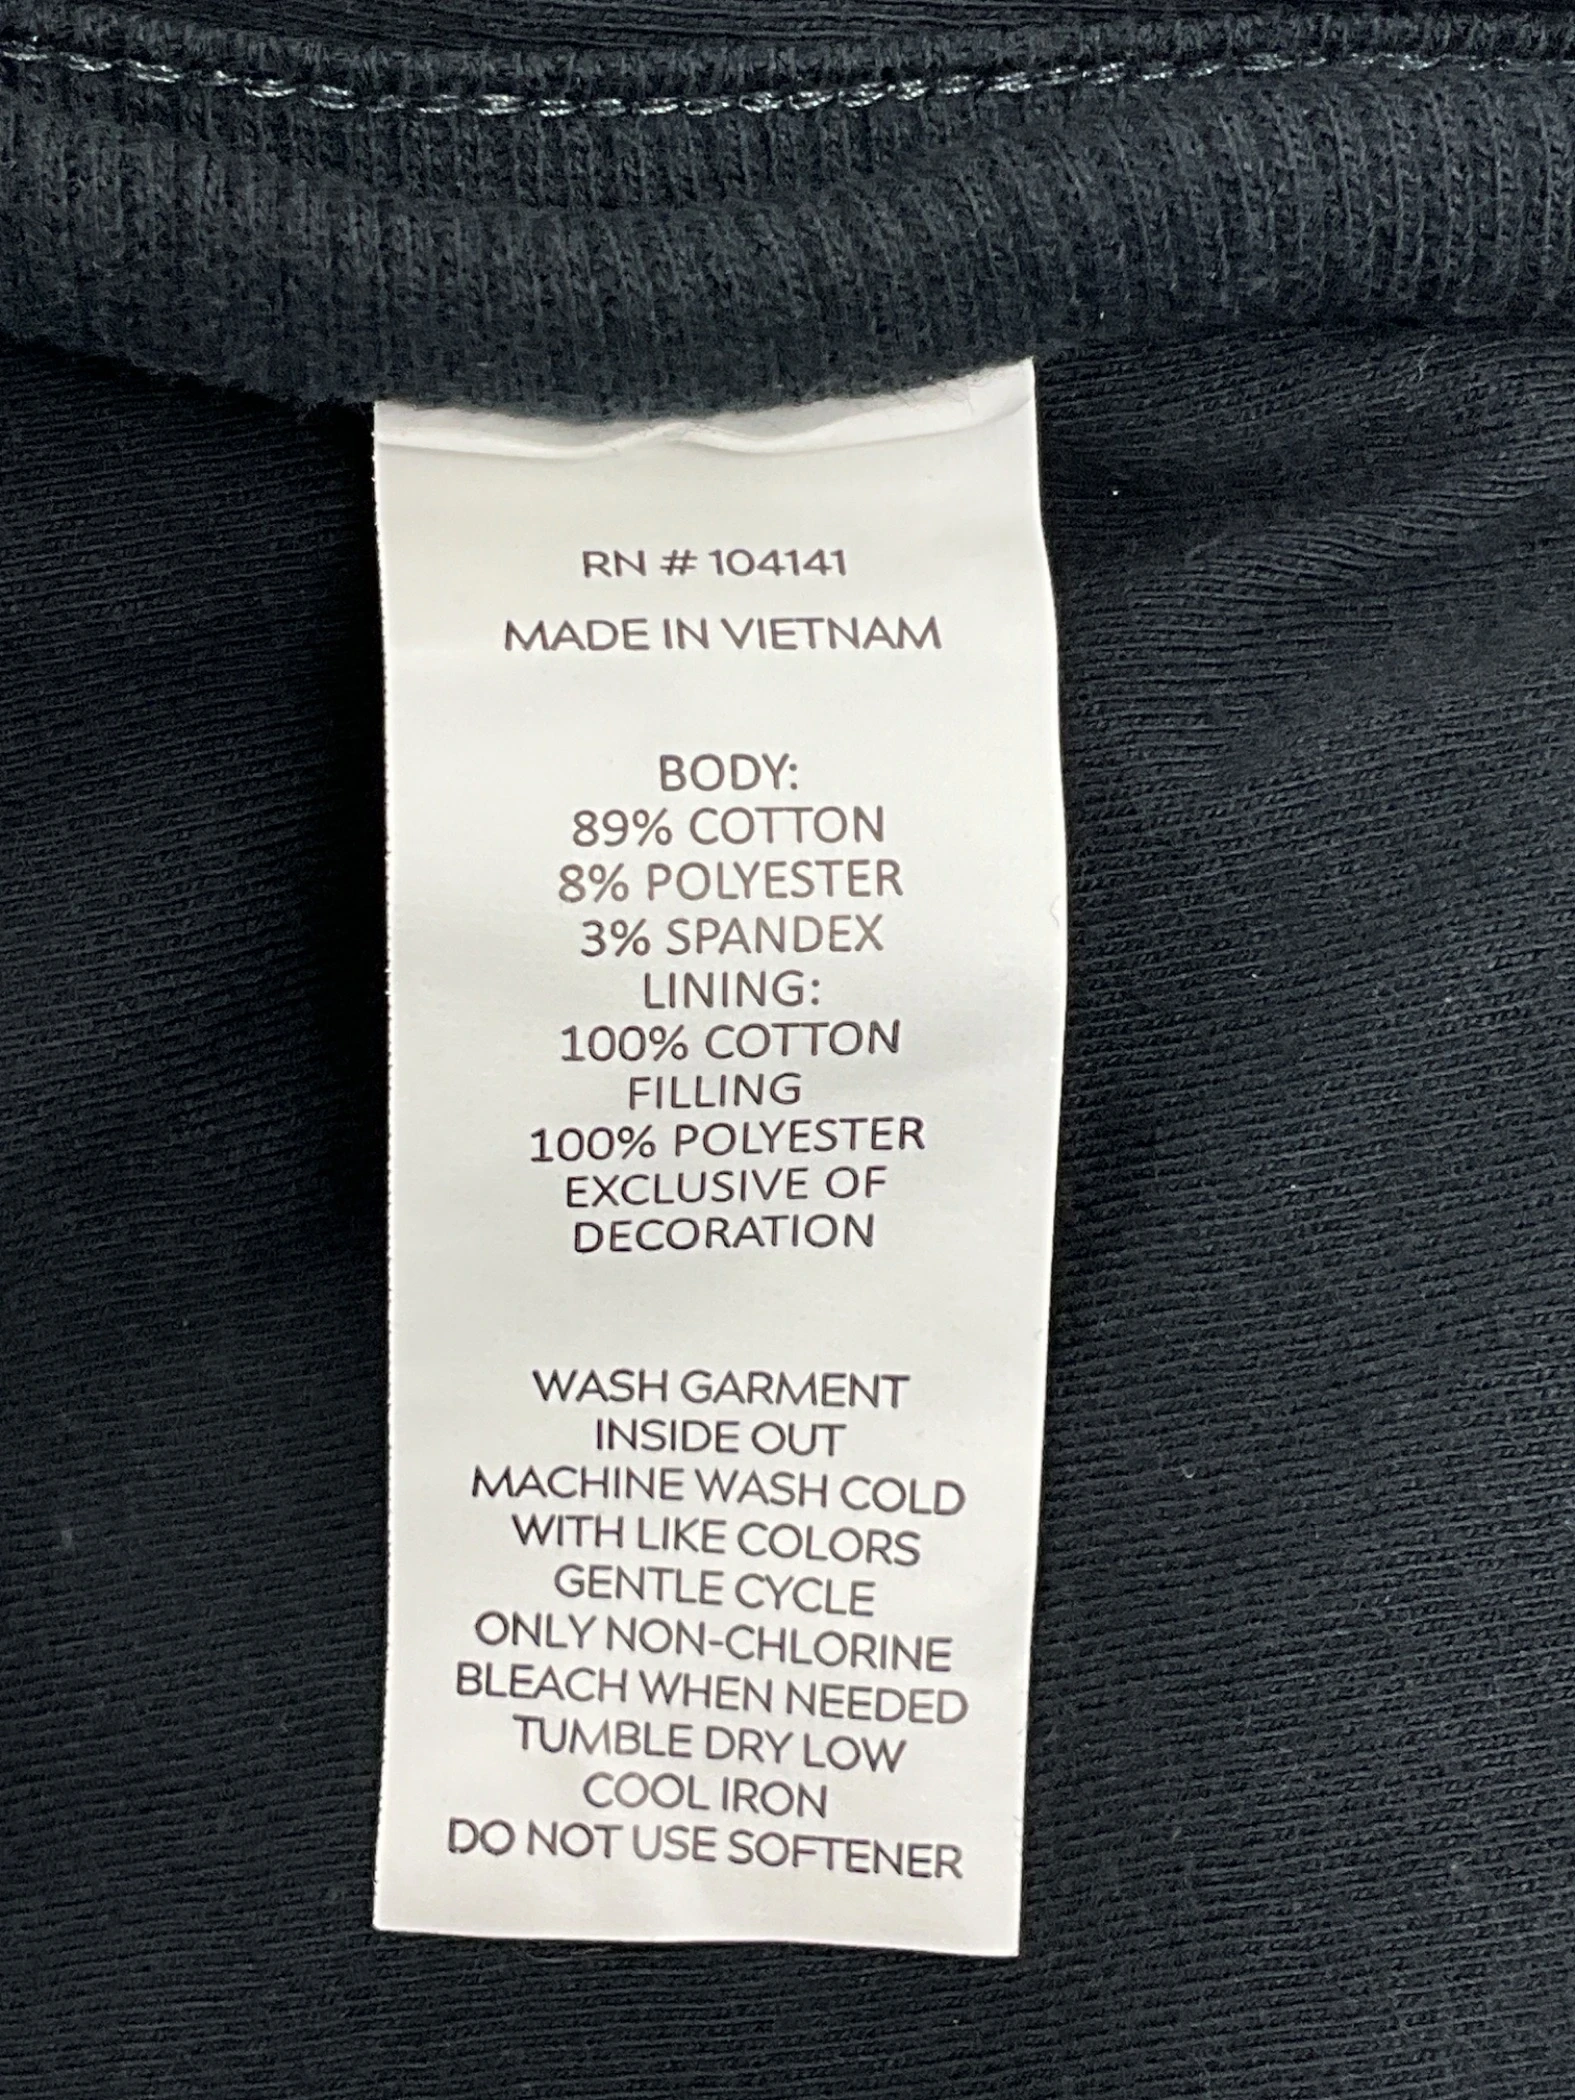 RN # 104141
MADE IN VIETNAM
BODY:
89% COTTON
8% POLYESTER
3% SPANDEX
LINING:
100% COTTON
FILLING
100% POLYESTER
EXCLUSIVE OF
DECORATION
WASH GARMENT
INSIDE OUT
MACHINE WASH COLD
WITH LIKE COLORS
GENTLE CYCLE
ONLY NON-CHLORINE
BLEACH WHEN NEEDED
TUMBLE DRY LOW
COOL IRON
DO NOT USE SOFTENER